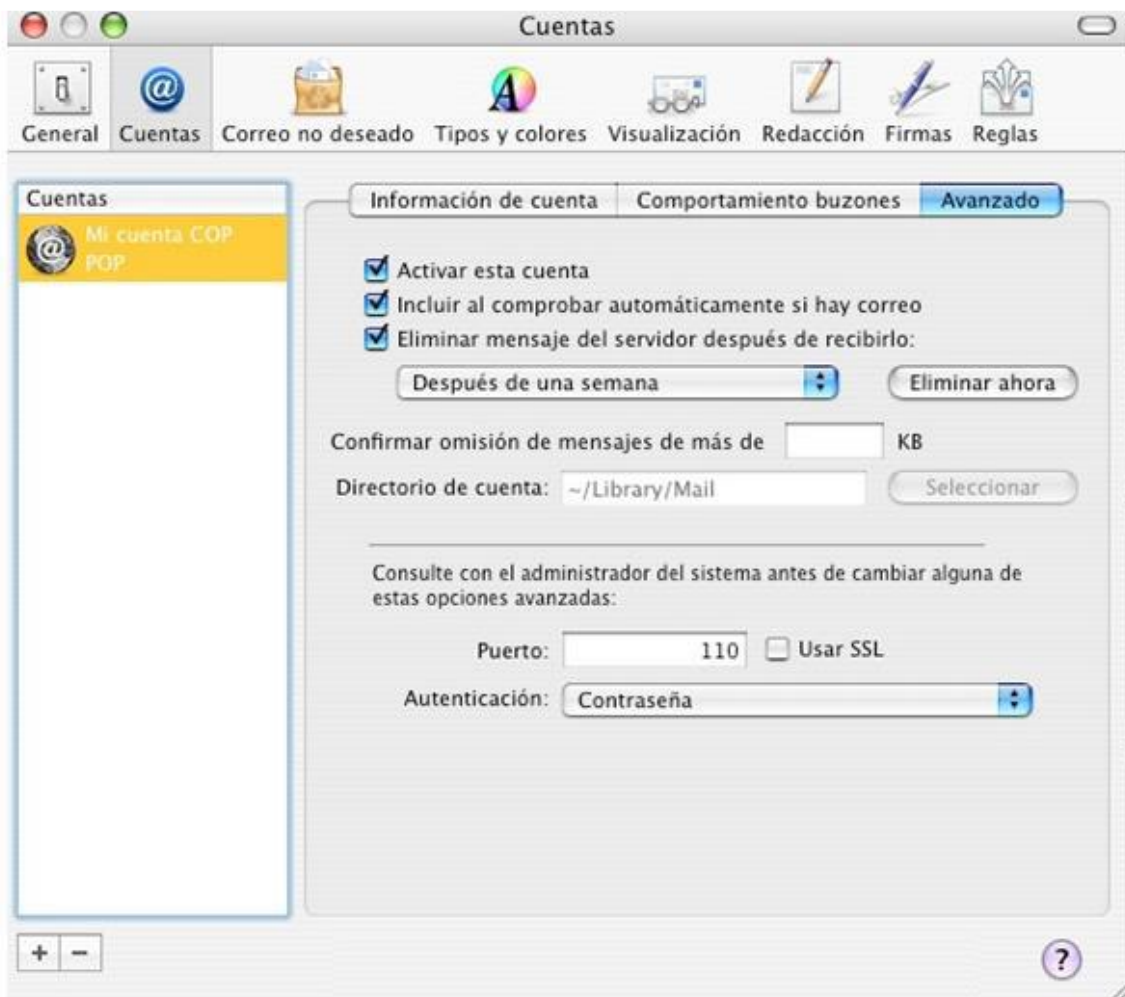 Cuentas
General Cuentas Correo no deseado Tipos y colores Visualización Redacción Firmas Reglas
Cuentas
Mi cuenta COP
POP
Información de cuenta Comportamiento buzones Avanzado
Activar esta cuenta
Incluir al comprobar automáticamente si hay correo
Eliminar mensaje del servidor después de recibirlo:
Después de una semana Eliminar ahora
Confirmar omisión de mensajes de más de KB
Directorio de cuenta: ~/Library/Mail Seleccionar
Consulte con el administrador del sistema antes de cambiar alguna de
estas opciones avanzadas:
Puerto: 110 Usar SSL
Autenticación: Contraseña
+ − ?